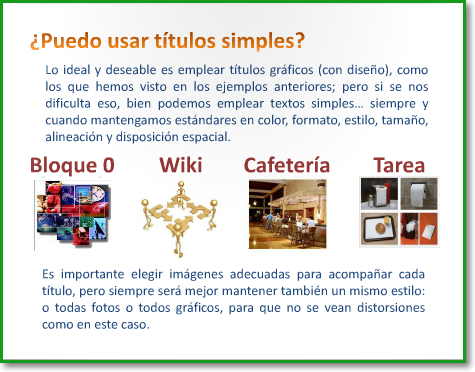 ¿Puedo usar títulos simples?
Lo ideal y deseable es emplear títulos gráficos (con diseño), como
los que hemos visto en los ejemplos anteriores; pero si se nos
dificulta eso, bien podemos emplear textos simples... siempre y
cuando mantengamos estándares en color, formato, estilo, tamaño,
alineación y disposición espacial.
Bloque 0 Wiki Cafetería Tarea
Es importante elegir imágenes adecuadas para acompañar cada
título, pero siempre será mejor mantener también un mismo estilo:
o todas fotos o todos gráficos, para que no se vean distorsiones
como en este caso.